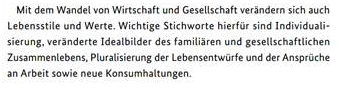 Mit dem Wandel von Wirtschaft und Gesellschaft verändern sich auch
Lebensstile und Werte. Wichtige Stichworte hierfür sind Individuali-
sierung, veränderte Idealbilder des familiären und gesellschaftlichen
Zusammenlebens, Pluralisierung der Lebensentwürfe und der Ansprüche
an Arbeit sowie neue Konsumhaltungen.